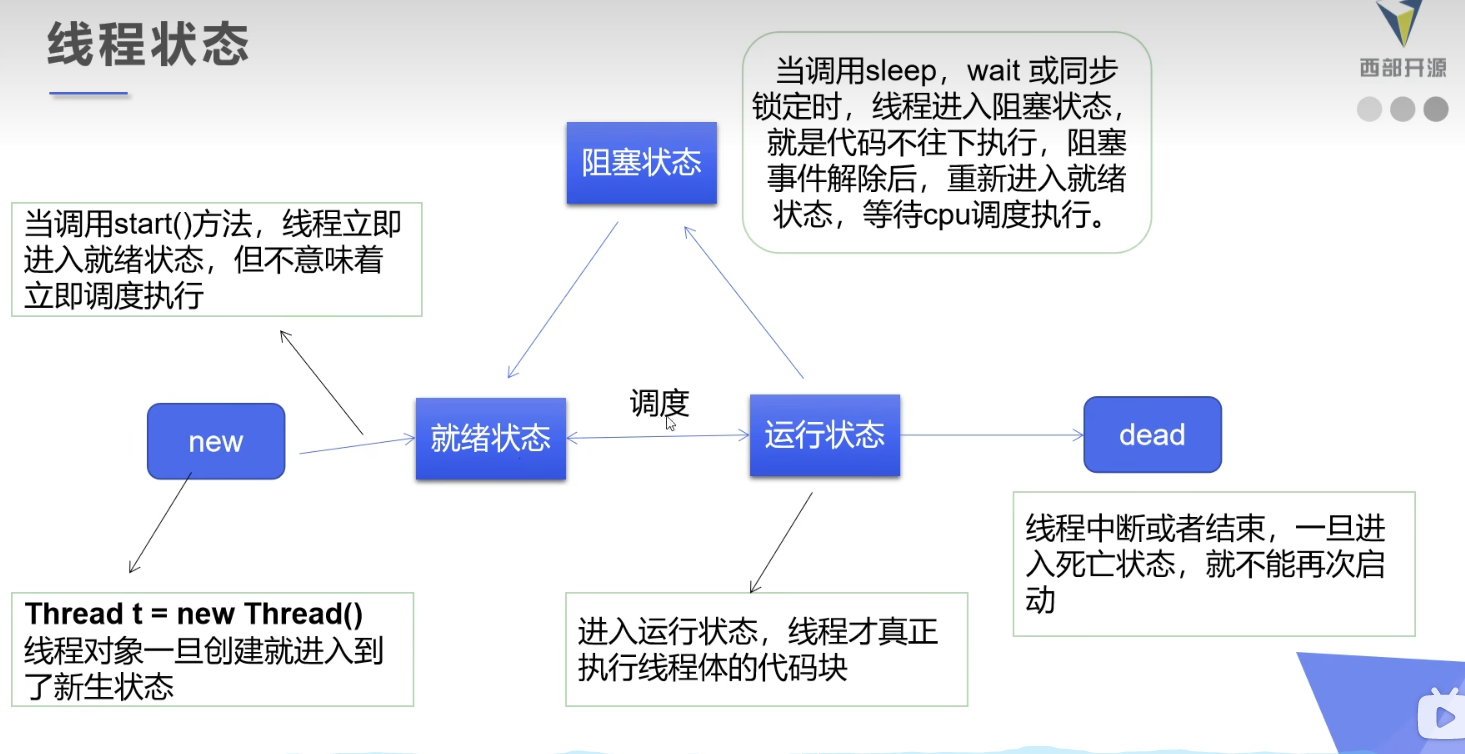 线程状态
西部开源
当调用sleep，wait 或同步
锁定时，线程进入阻塞状态，
就是代码不往下执行，阻塞
事件解除后，重新进入就绪
状态，等待cpu调度执行。
阻塞状态
当调用start()方法，线程立即
进入就绪状态，但不意味着
立即调度执行
调度
new
就绪状态
运行状态
dead
线程中断或者结束，一旦进
入死亡状态，就不能再次启
动
Thread t = new Thread()
线程对象一旦创建就进入到
了新生状态
进入运行状态，线程才真正
执行线程体的代码块